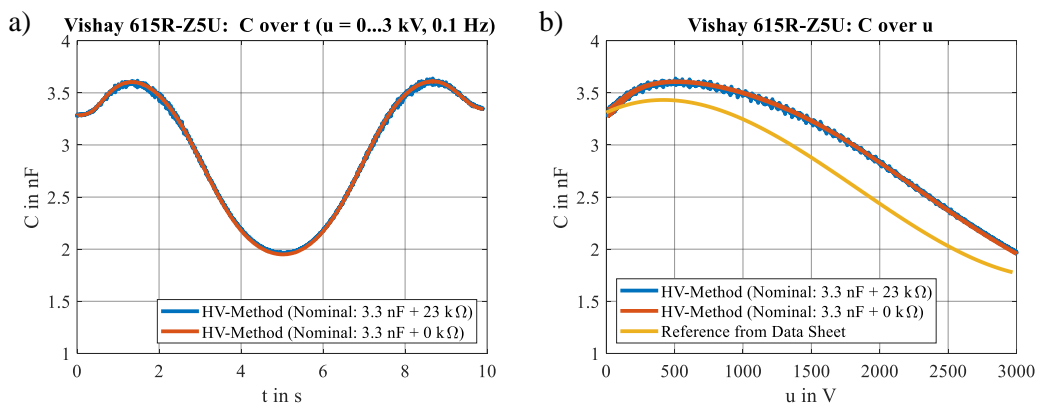 a)
Vishay 615R-Z5U:  C over t (u = 0...3 kV, 0.1 Hz)
4
3.5
3
2.5
2
1.5
1
C in nF
HV-Method (Nominal: 3.3 nF + 23 kΩ)
HV-Method (Nominal: 3.3 nF + 0 kΩ)
0 2 4 6 8 10
t in s
b)
Vishay 615R-Z5U: C over u
4
3.5
3
2.5
2
1.5
1
C in nF
HV-Method (Nominal: 3.3 nF + 23 kΩ)
HV-Method (Nominal: 3.3 nF + 0 kΩ)
Reference from Data Sheet
0 500 1000 1500 2000 2500 3000
u in V